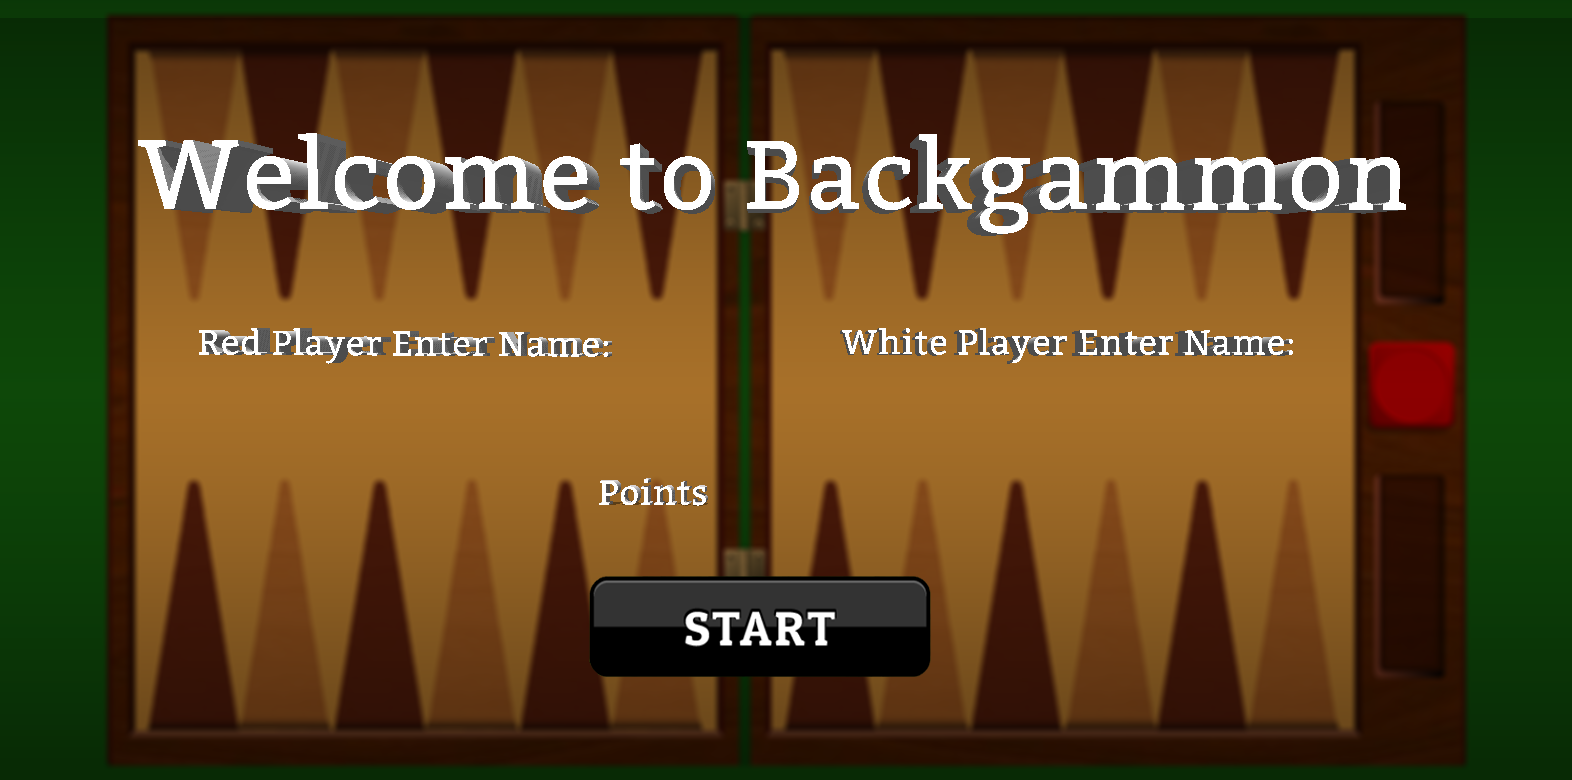 Welcome to Backgammon
Red Player Enter Name:
White Player Enter Name:
Points
START